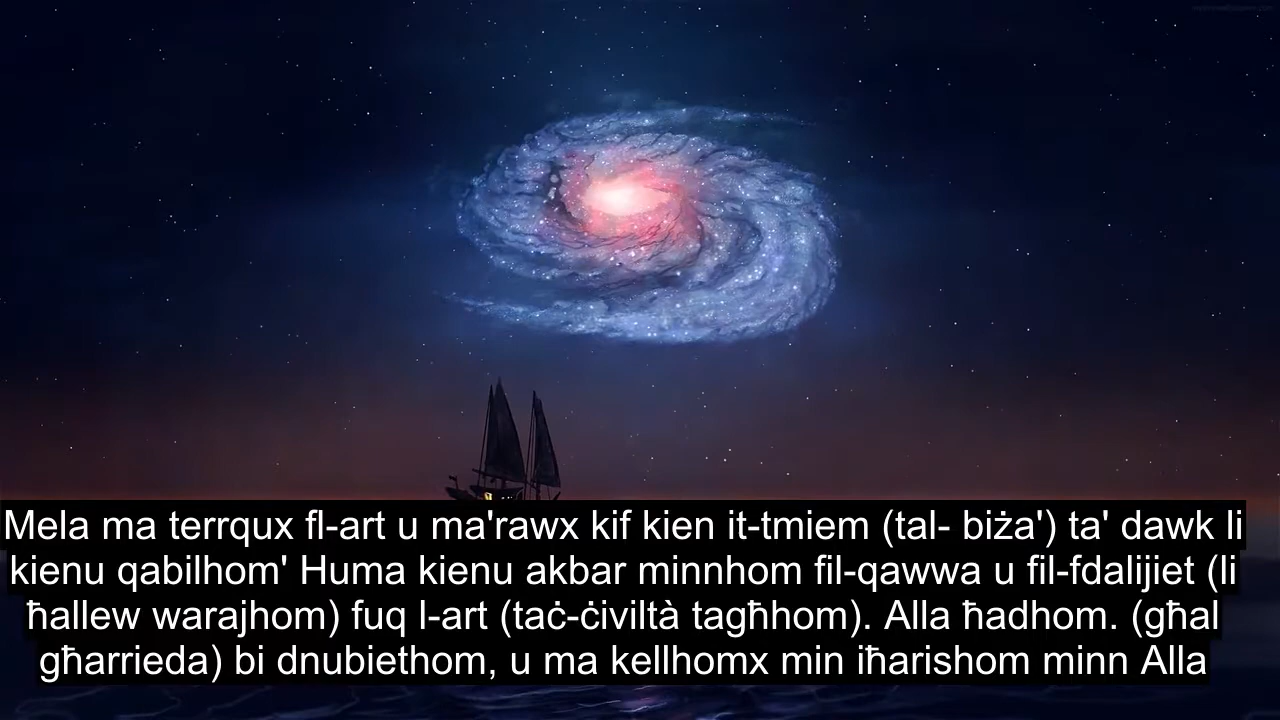 Mela ma terrqux fl-art u ma'rawx kif kien it-tmiem (tal- biża') ta' dawk li
kienu qabilhom' Huma kienu akbar minnhom fil-qawwa u fil-fdalijiet (li
ħallew warajhom) fuq l-art (taċ-ċiviltà tagħhom). Alla ħadhom. (għal
għarrieda) bi dnubiethom, u ma kellhomx min iħarishom minn Alla